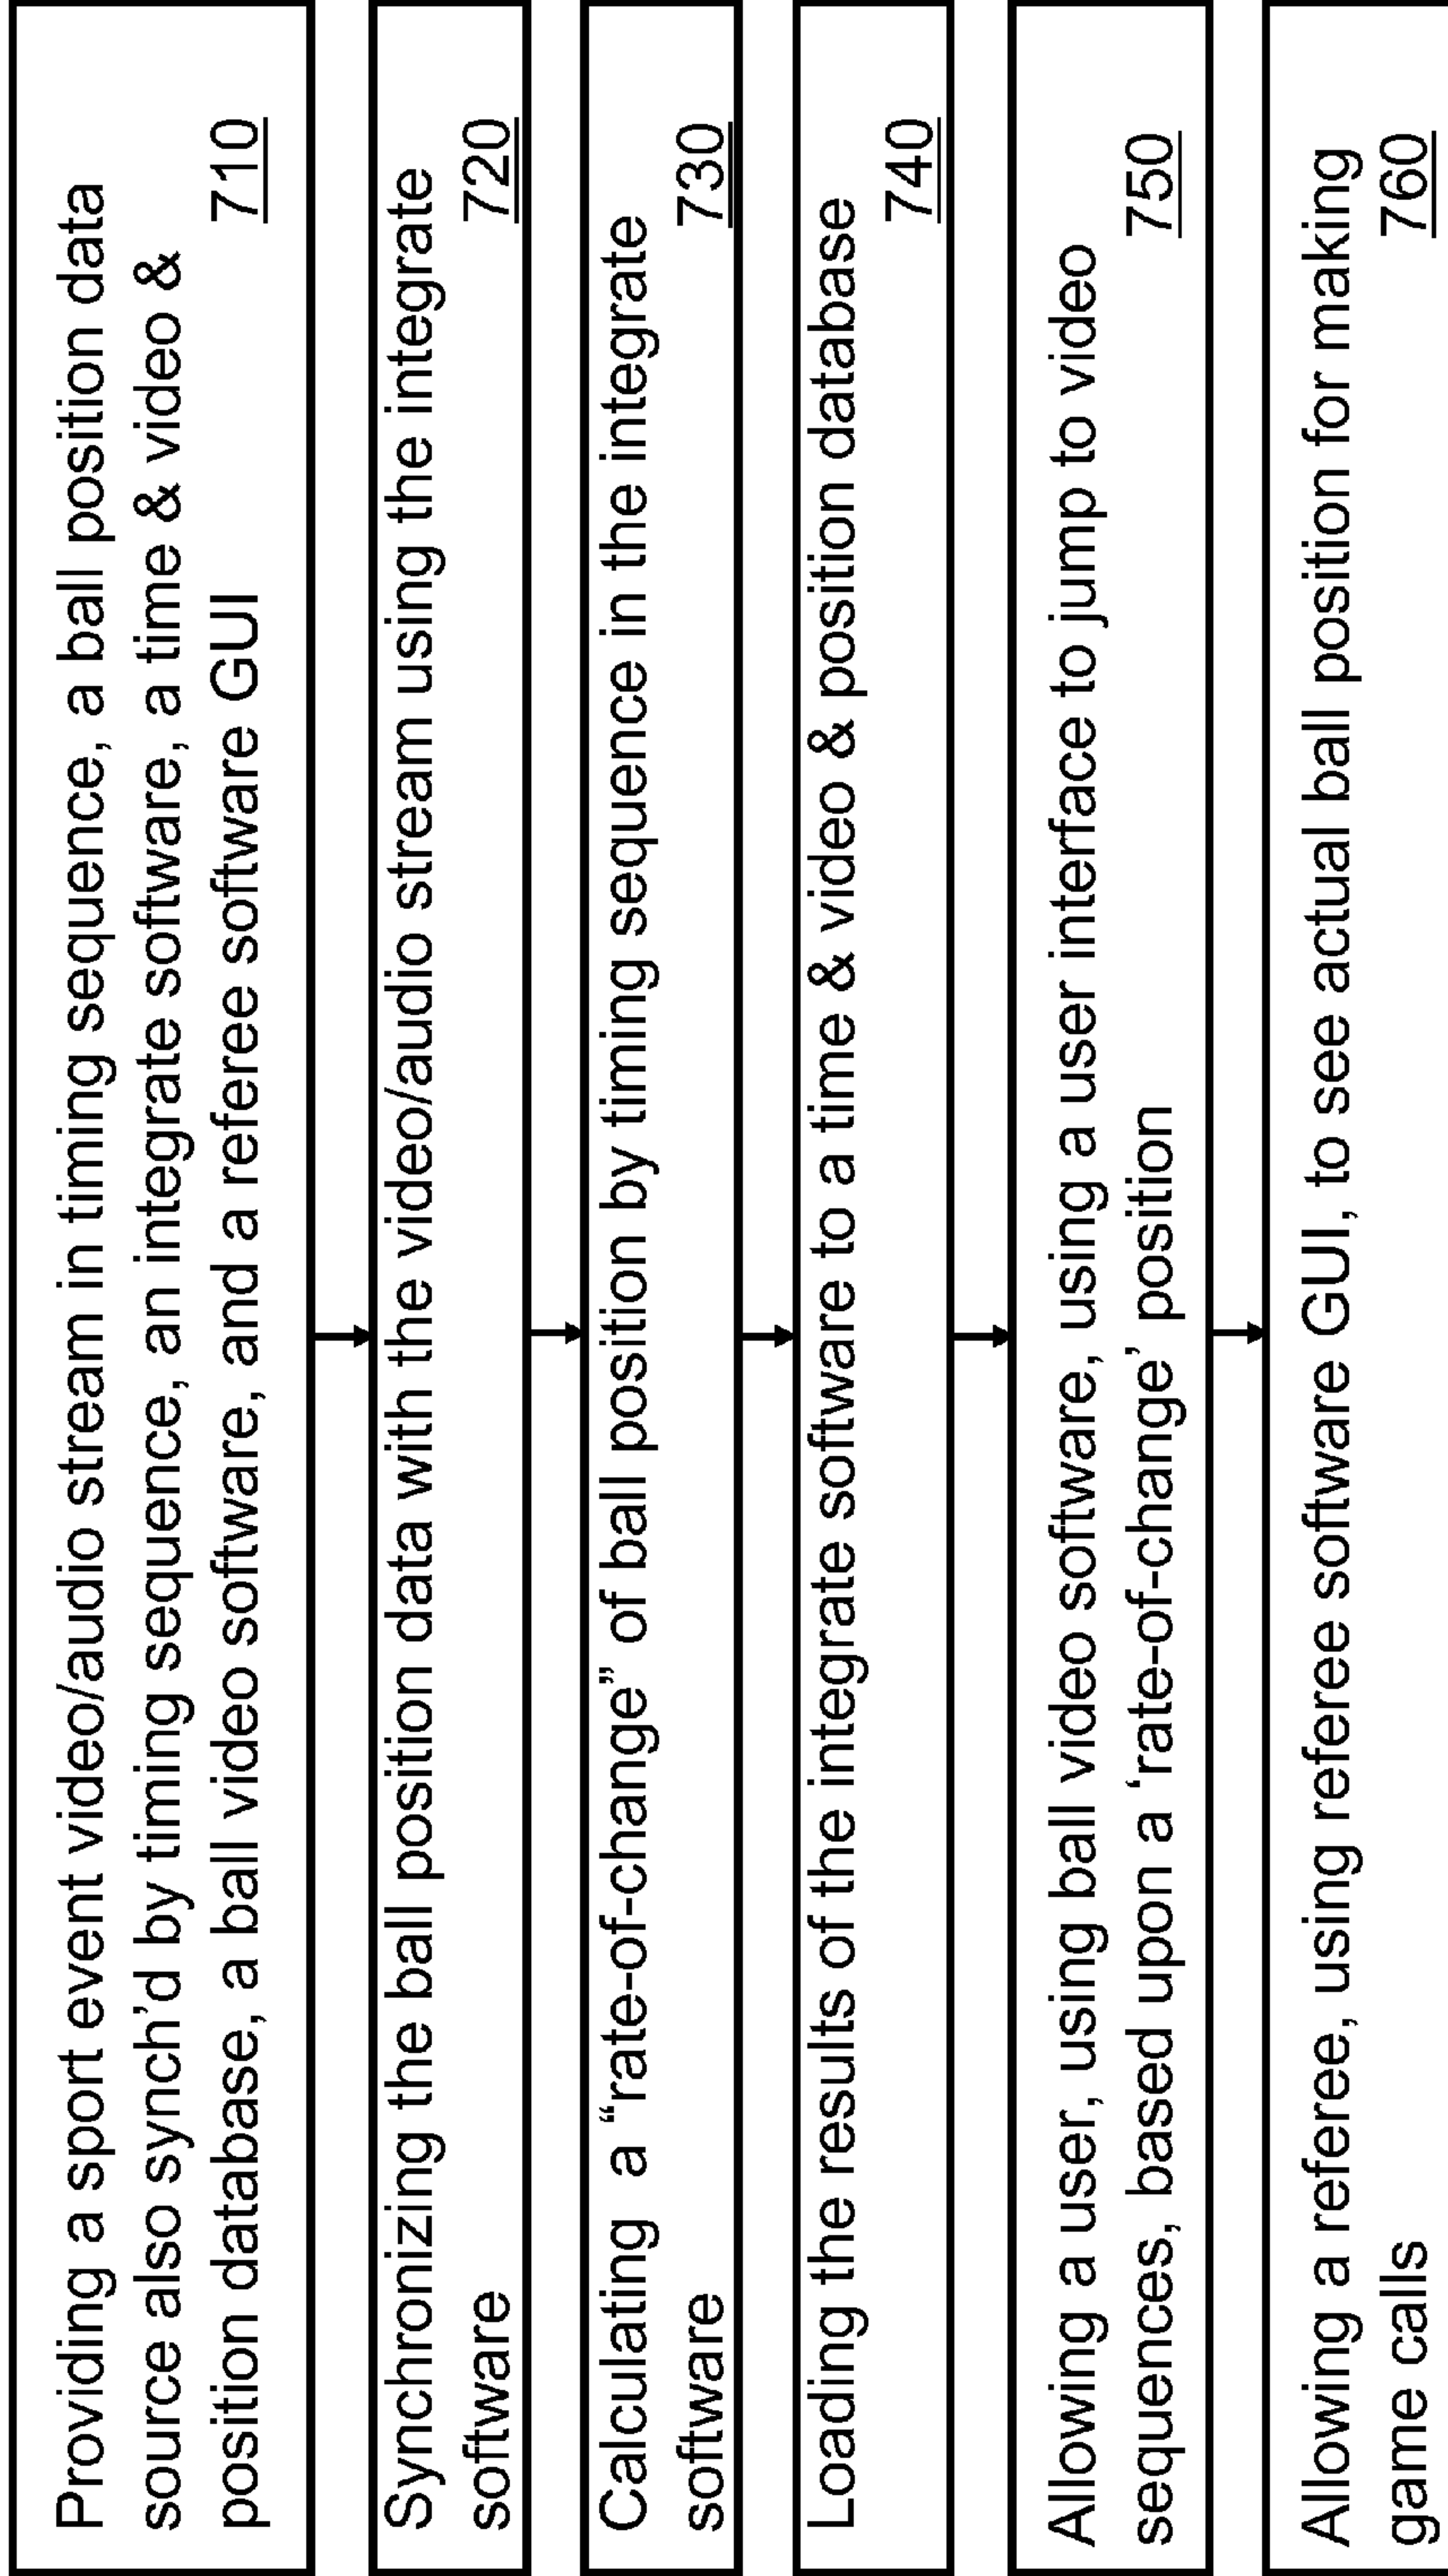 Providing a sport event video/audio stream in timing sequence, a ball position data
source also synch’d by timing sequence, an integrate software, a time & video &
position database, a ball video software, and a referee software GUI 710
Synchronizing the ball position data with the video/audio stream using the integrate
software 720
Calculating a “rate-of-change” of ball position by timing sequence in the integrate
software 730
Loading the results of the integrate software to a time & video & position database
740
Allowing a user, using ball video software, using a user interface to jump to video
sequences, based upon a ‘rate-of-change’ position 750
Allowing a referee, using referee software GUI, to see actual ball position for making
game calls 760